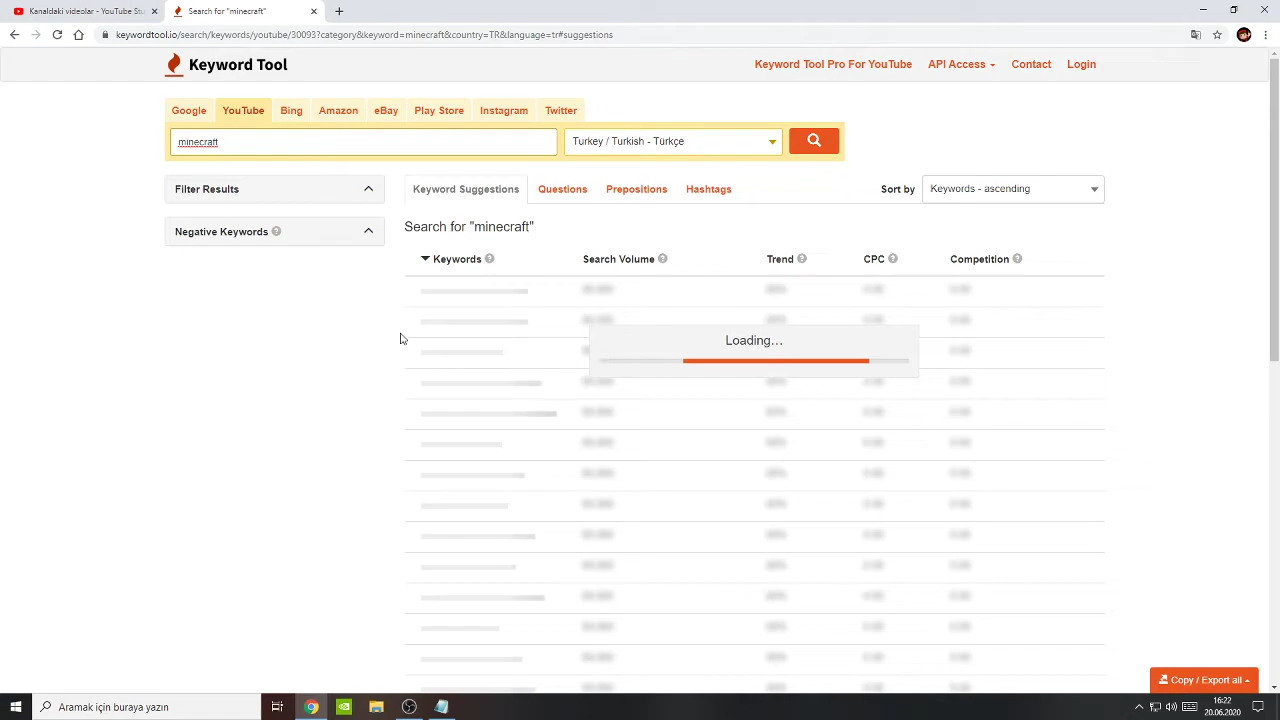 Kanaldaki videolar - YouTube Stu
Search for "minecraft"
keywordtool.io/search/keywords/youtube/30093?category&keyword=minecraft&country=TR&language=tr#suggestions
Keyword Tool
Keyword Tool Pro For YouTube
API Access
Contact
Login
Google
YouTube
Bing
Amazon
eBay
Play Store
Instagram
Twitter
minecraft
Turkey / Turkish - Türkçe
Filter Results
Keyword Suggestions
Questions
Prepositions
Hashtags
Sort by
Keywords - ascending
Negative Keywords
Search for "minecraft"
Keywords
Search Volume
Trend
CPC
Competition
Loading...
Copy / Export all
Aramak için buraya yazın
16:22
20.06.2020